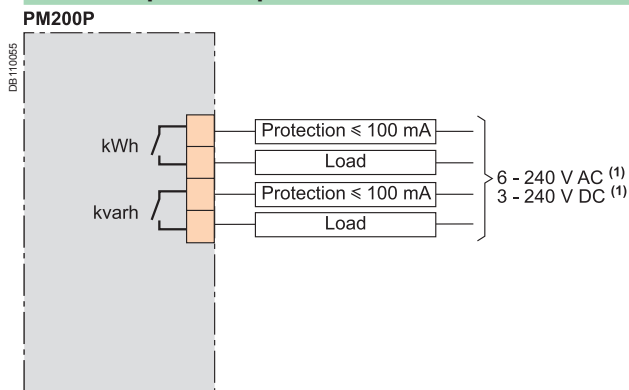 PM200P
DB110055
kWh
Protection ⩽ 100 mA
Load
kvarh
Protection ⩽ 100 mA
Load
6 - 240 V AC (1)
3 - 240 V DC (1)